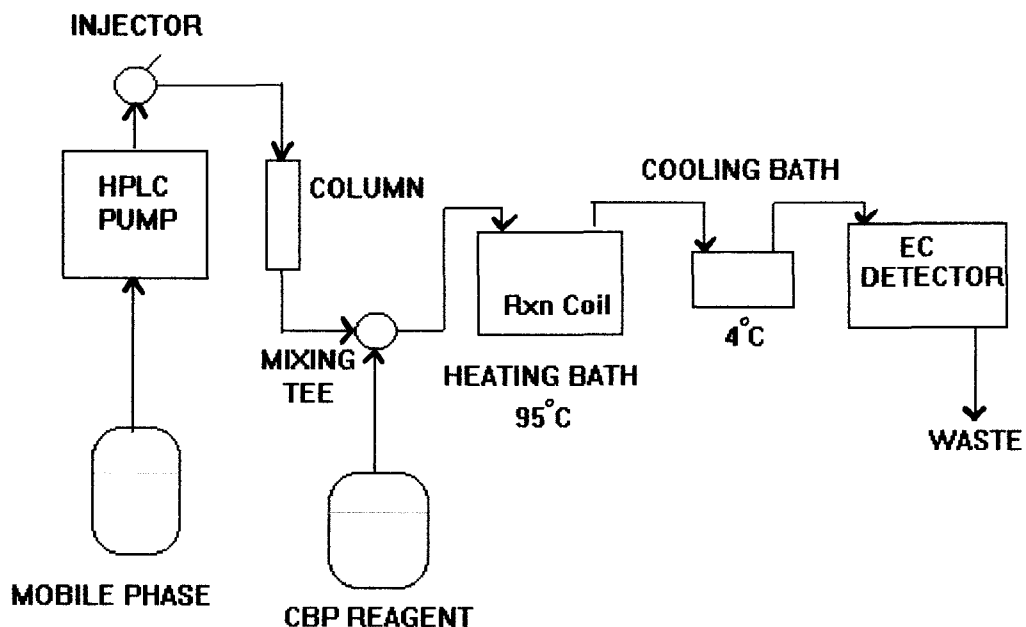 INJECTOR
HPLC
PUMP
COLUMN
MIXING
TEE
Rxn Coil
HEATING BATH
95°C
COOLING BATH
4°C
EC
DETECTOR
WASTE
MOBILE PHASE
CBP REAGENT